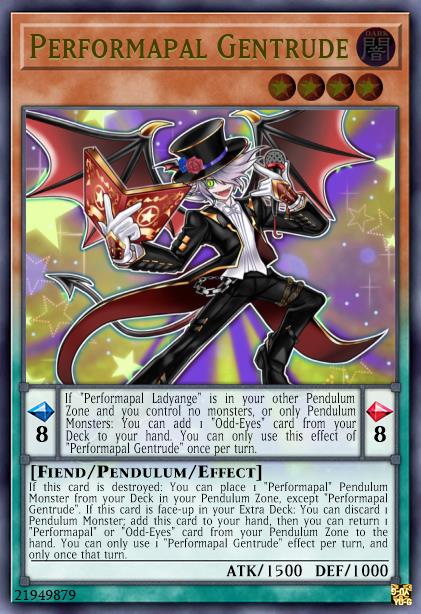 PERFORMAPAL GENTRUDE
DARK
闇
If "Performapal Ladyange" is in your other Pendulum
Zone and you control no monsters, or only Pendulum
Monsters: You can add 1 "Odd-Eyes" card from your
Deck to your hand. You can only use this effect of
"Performapal Gentrude" once per turn.
8
8
[FIEND/PENDULUM/EFFECT]
If this card is destroyed: You can place 1 "Performapal" Pendulum
Monster from your Deck in your Pendulum Zone, except "Performapal
Gentrude". If this card is face-up in your Extra Deck: You can discard 1
Pendulum Monster; add this card to your hand, then you can return 1
"Performapal" or "Odd-Eyes" card from your Pendulum Zone to the
hand. You can only use 1 "Performapal Gentrude" effect per turn, and
only once that turn.
ATK/1500 DEF/1000
21949879